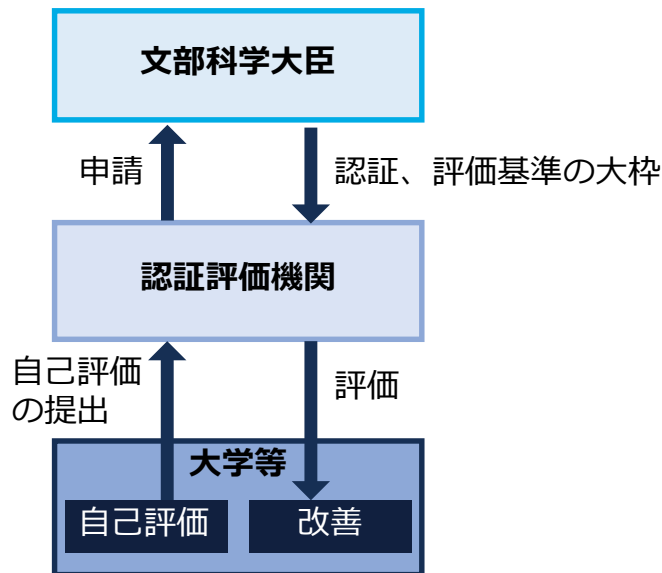 文部科学大臣
申請
認証、評価基準の大枠
認証評価機関
自己評価
の提出
評価
大学等
自己評価
改善